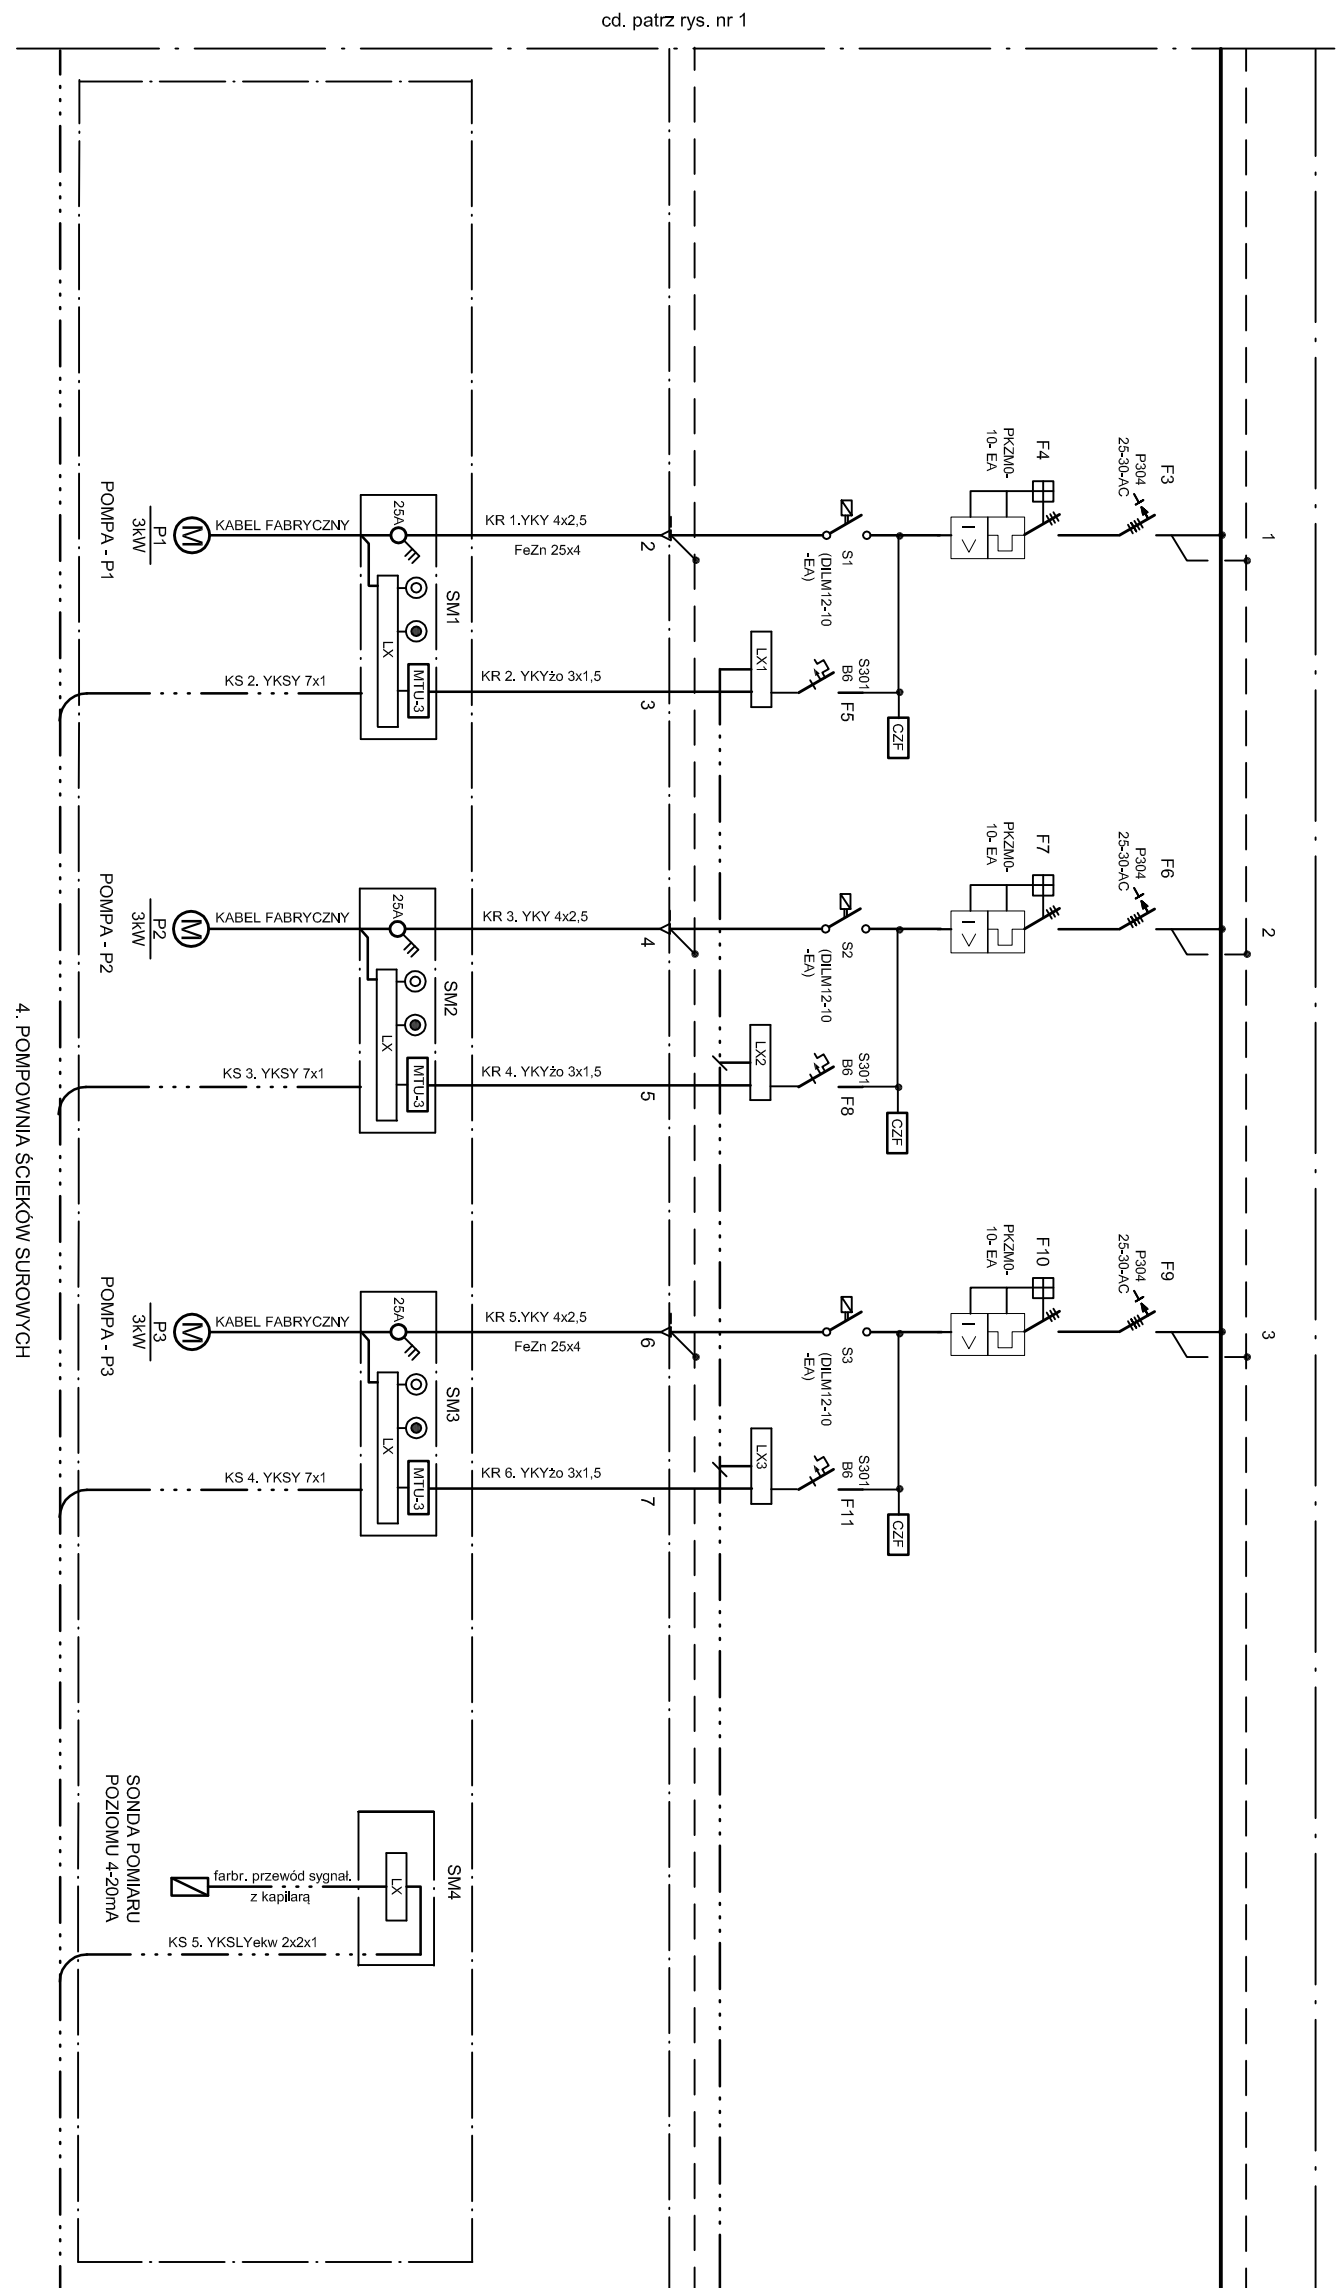 cd. patrz rys. nr 1
1
F3
P304
25-30-AC
F4
PKZM0-
10- EA
I >
S1
(DILM12-10
-EA)
CZF
S301
B6
F5
LX1
2
KR 1.YKY 4x2,5
FeZn 25x4
3
KR 2. YKYżo 3x1,5
SM1
25A
LX
MTU-3
KABEL FABRYCZNY
KS 2. YKSY 7x1
M
P1
3kW
POMPA - P1
2
F6
P304
25-30-AC
F7
PKZM0-
10- EA
I >
S2
(DILM12-10
-EA)
CZF
S301
B6
F8
LX2
4
KR 3. YKY 4x2,5
5
KR 4. YKYżo 3x1,5
SM2
25A
LX
MTU-3
KABEL FABRYCZNY
KS 3. YKSY 7x1
M
P2
3kW
POMPA - P2
3
F9
P304
25-30-AC
F10
PKZM0-
10- EA
I >
S3
(DILM12-10
-EA)
CZF
S301
B6
F11
LX3
6
KR 5.YKY 4x2,5
FeZn 25x4
7
KR 6. YKYżo 3x1,5
SM3
25A
LX
MTU-3
KABEL FABRYCZNY
KS 4. YKSY 7x1
M
P3
3kW
POMPA - P3
SM4
LX
farbr. przewód sygnał.
z kapilarą
KS 5. YKSLYekw 2x2x1
SONDA POMIARU
POZIOMU 4-20mA
4. POMPOWNIA ŚCIEKÓW SUROWYCH